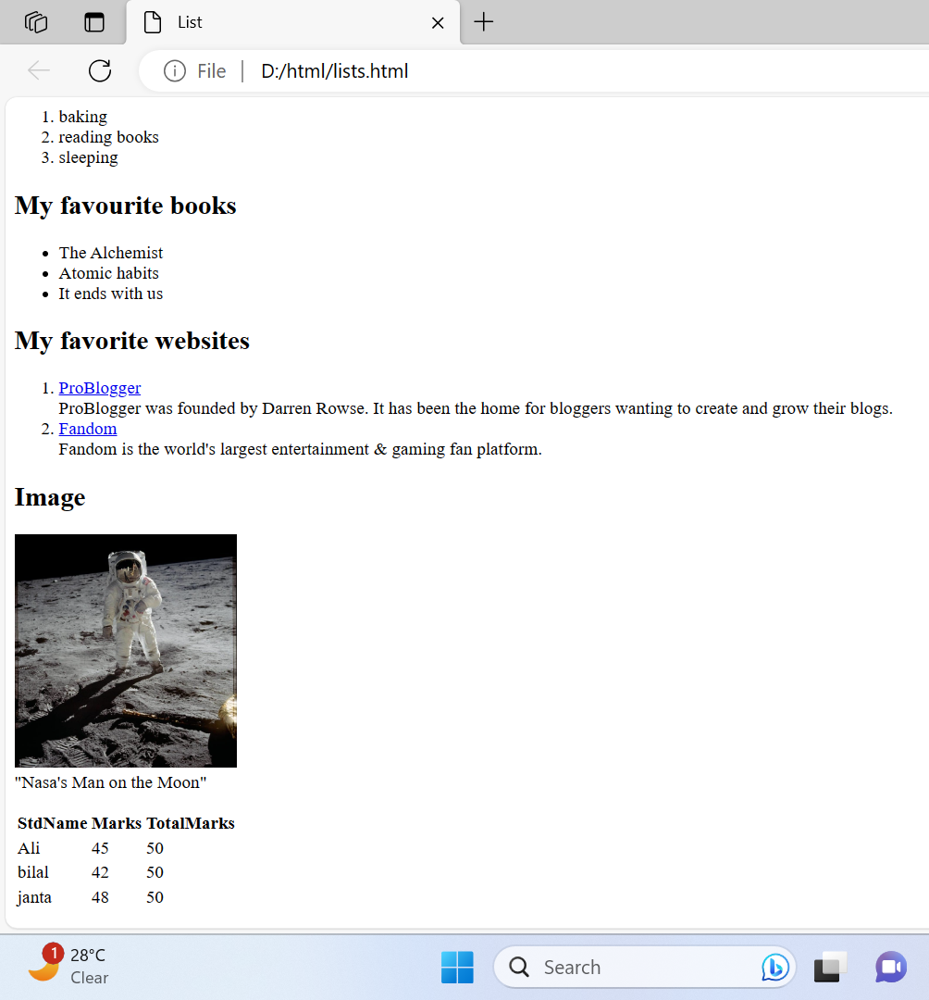 List
File D:/html/lists.html
1. baking
2. reading books
3. sleeping
My favourite books
• The Alchemist
• Atomic habits
• It ends with us
My favorite websites
1. ProBlogger
ProBlogger was founded by Darren Rowse. It has been the home for bloggers wanting to create and grow their blogs.
2. Fandom
Fandom is the world's largest entertainment & gaming fan platform.
Image
"Nasa's Man on the Moon"
StdName Marks TotalMarks
Ali 45 50
bilal 42 50
janta 48 50
1 28°C
Clear
Search